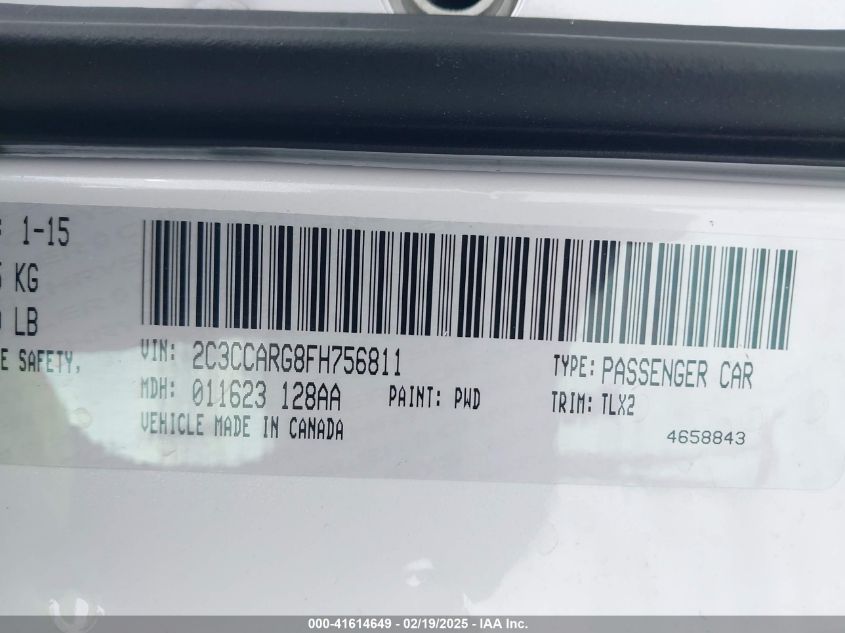 : 1-15
KG
LB
E SAFETY,
VIN: 2C3CCARG8FH756811
TYPE: PASSENGER CAR
MDH: 011623 128AA
PAINT: PWD
TRIM: TLX2
VEHICLE MADE IN CANADA
4658843
000-41614649 - 02/19/2025 - IAA Inc.